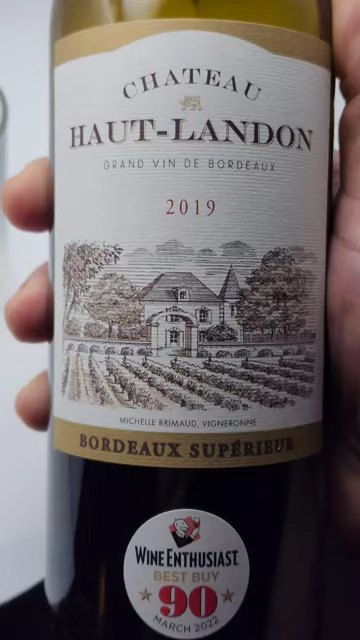 CHATEAU
HAUT-LANDON
GRAND VIN DE BORDEAUX
2019
MICHELLE BRIMAUD, VIGNERONNE
BORDEAUX SUPÉRIEUR
WINE ENTHUSIAST
BEST BUY
90
MARCH 2022